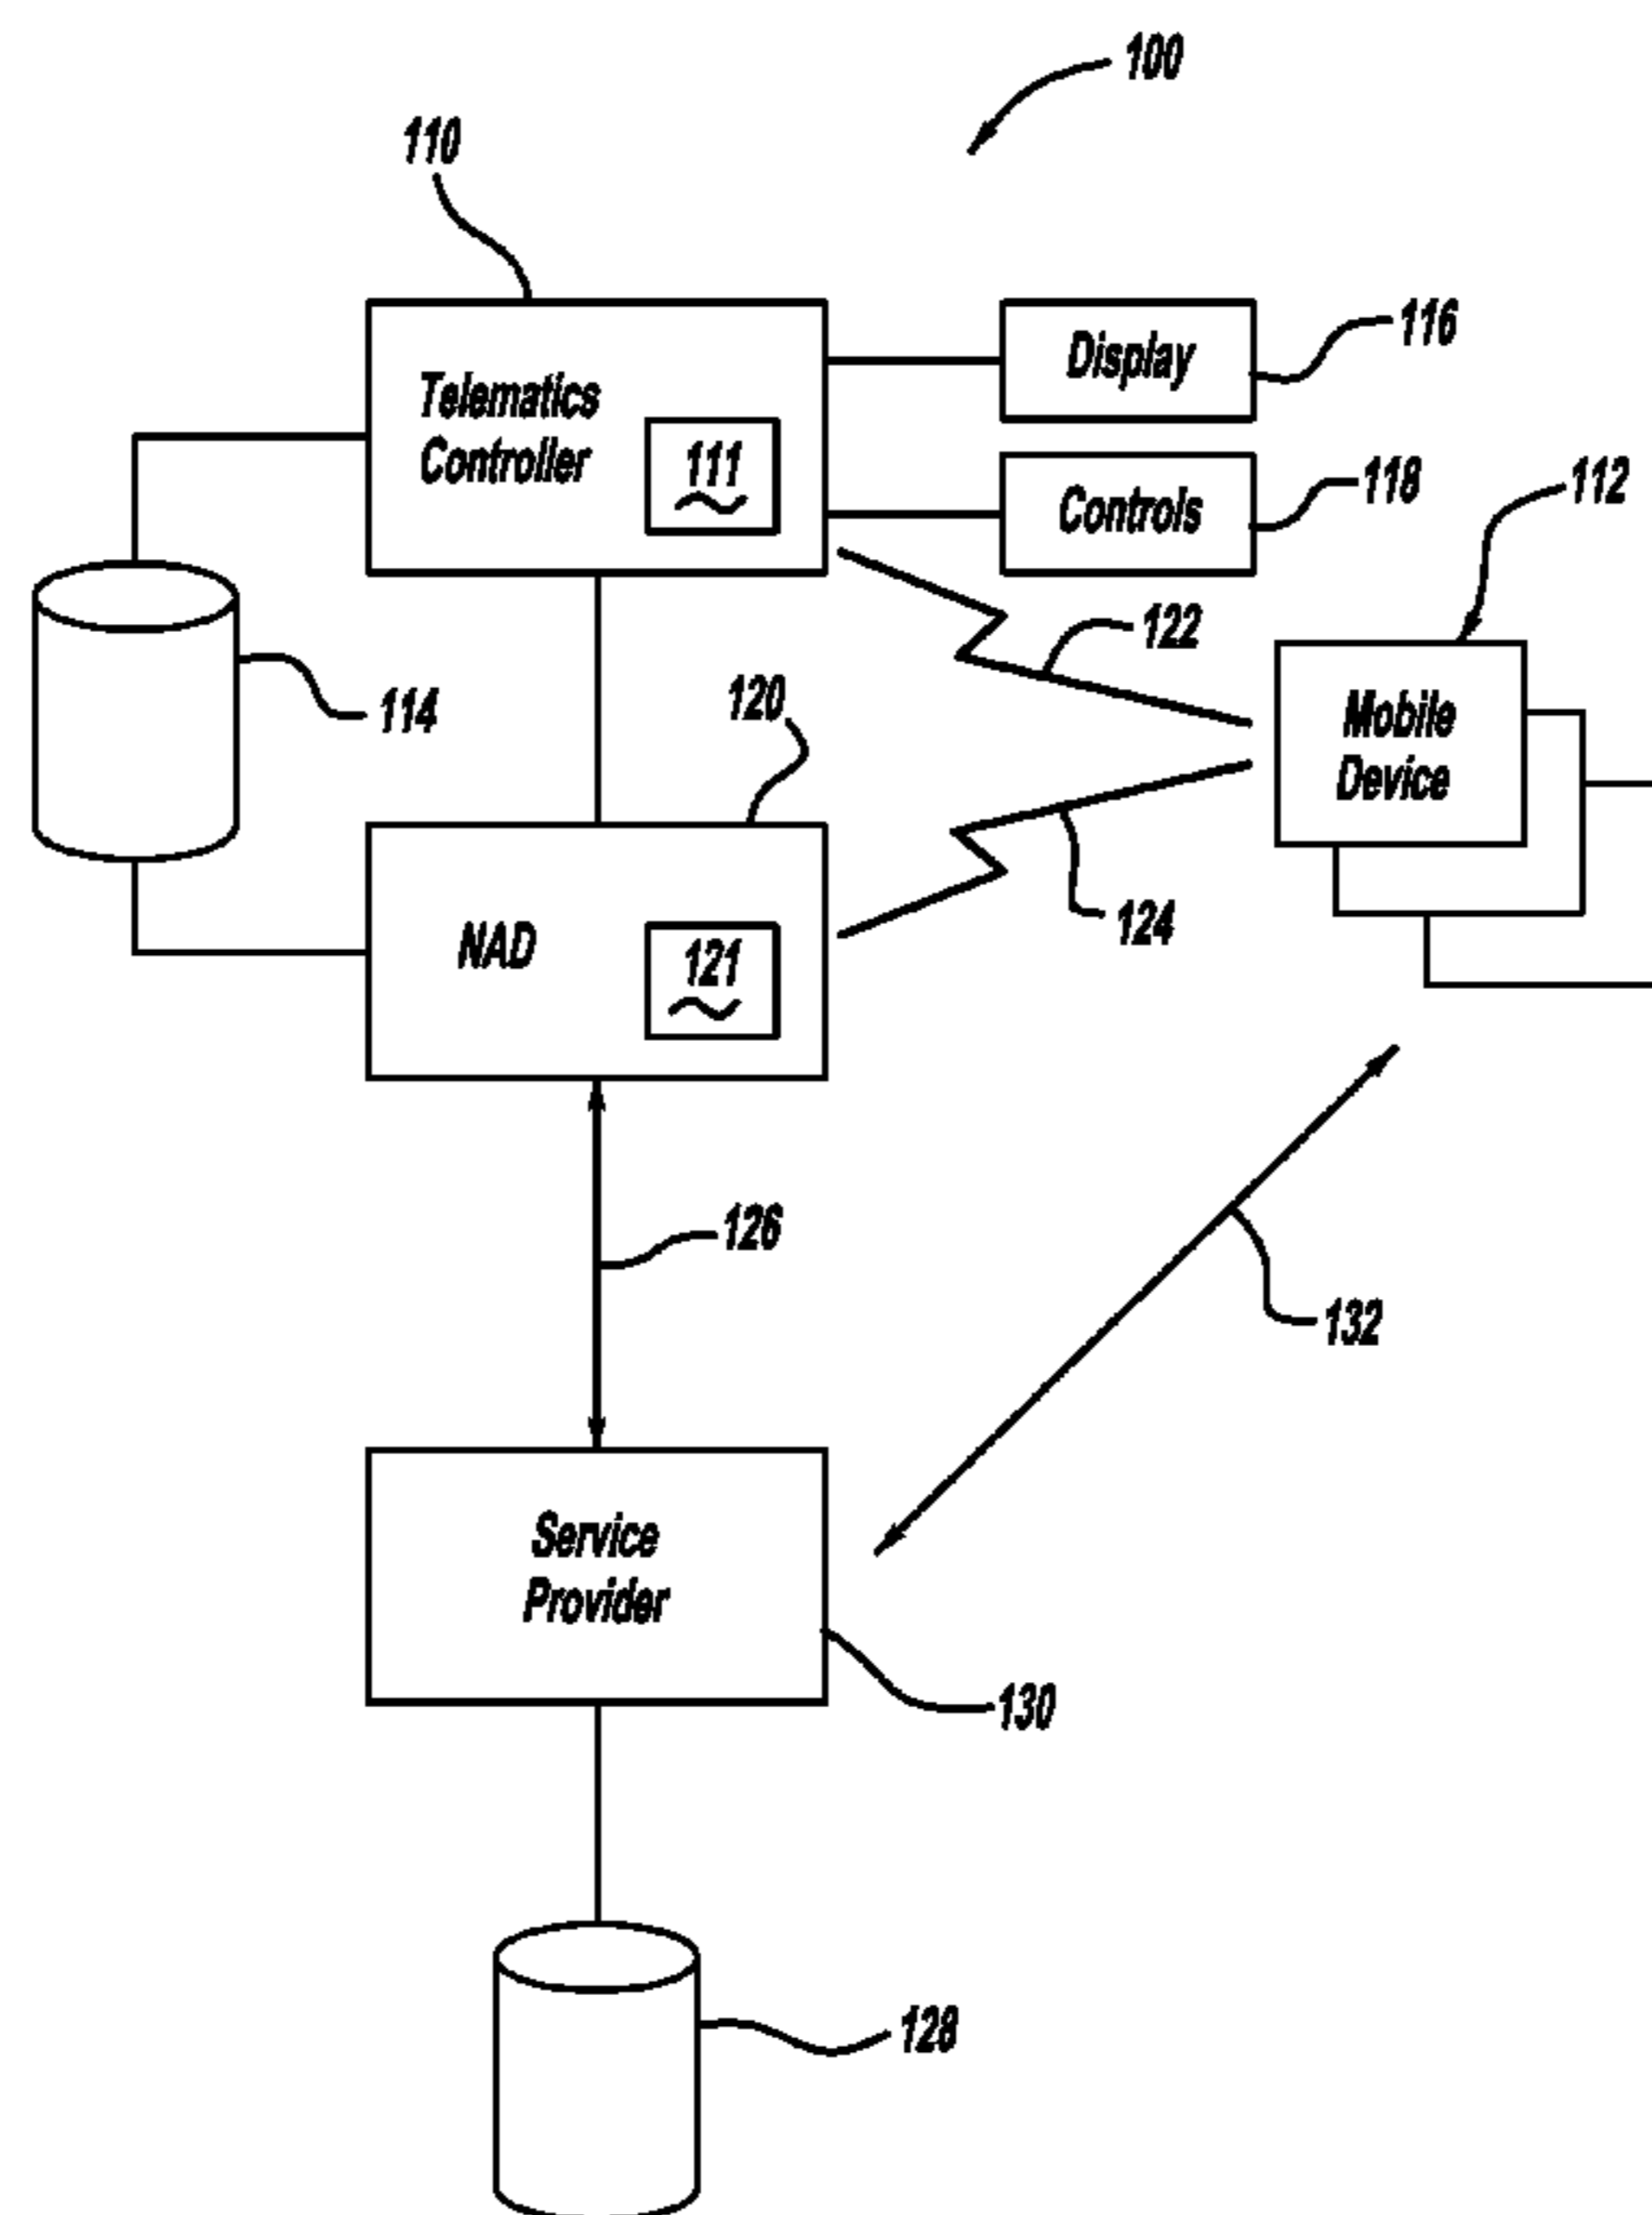 100
110
Display
116
Telematics
Controller
111
Controls
118
112
122
Mobile
Device
114
120
124
NAD
121
126
132
Service
Provider
130
128